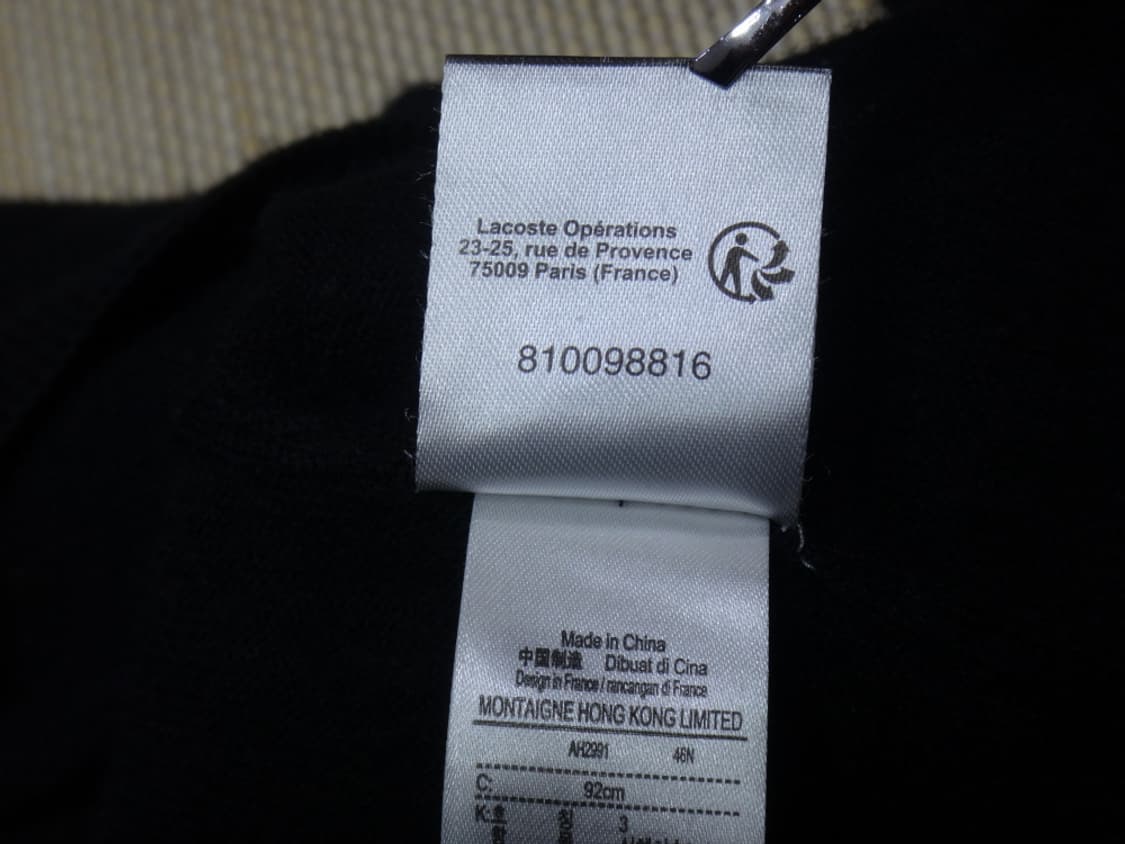 Lacoste Opérations
23-25, rue de Provence
75009 Paris (France)
810098816
Made in China
中国制造 Dibuat di Cina
Design in France / rancangan di France
MONTAIGNE HONG KONG LIMITED
AH2991 46N
C: 92cm
K: 3